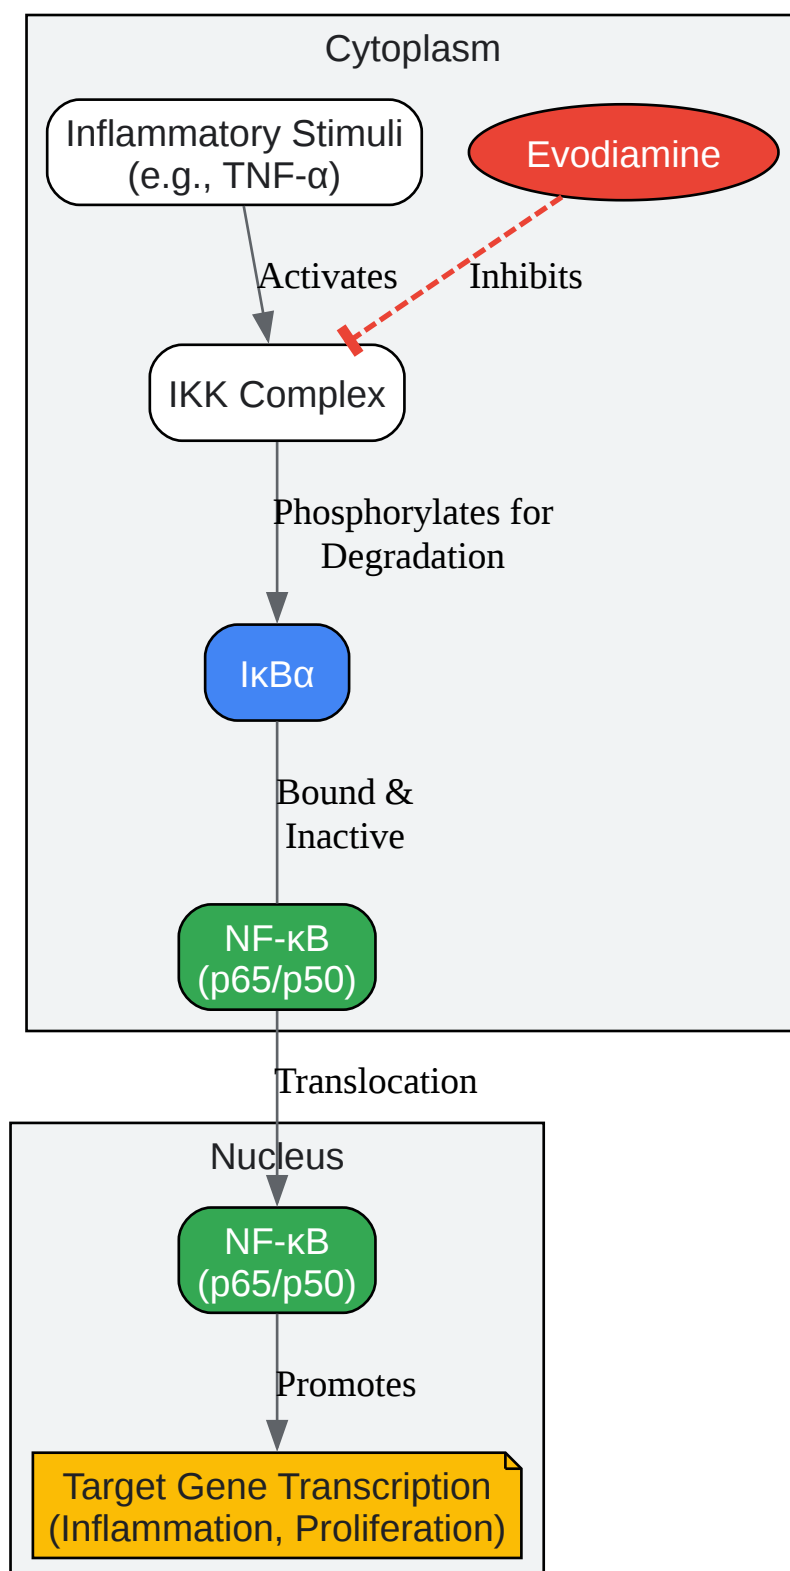 Cytoplasm
Inflammatory Stimuli
(e.g., TNF-α)
Evodiamine
Activates
Inhibits
IKK Complex
Phosphorylates for
Degradation
IκBα
Bound &
Inactive
NF-κB
(p65/p50)
Translocation
Nucleus
NF-κB
(p65/p50)
Promotes
Target Gene Transcription
(Inflammation, Proliferation)